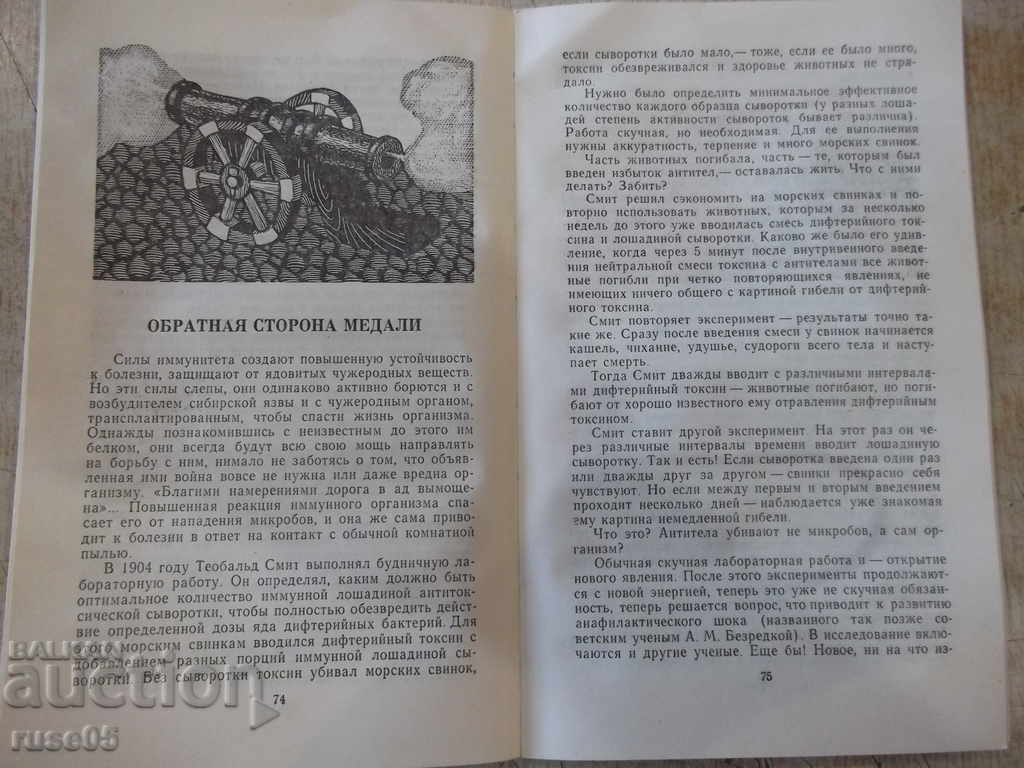 ОБРАТНАЯ СТОРОНА МЕДАЛИ
Силы иммунитета создают повышенную устойчивость
к болезни, защищают от ядовитых чужеродных веществ.
Но эти силы слепы, они одинаково активно борются и с
возбудителем сибирской язвы и с чужеродным органом,
трансплантированным, чтобы спасти жизнь организма.
Однажды познакомившись с неизвестным до этого им
белком, они всегда будут всю свою мощь направлять
на борьбу с ним, нимало не заботясь о том, что объяв-
ленная ими война вовсе не нужна или даже вредна ор-
ганизму. «Благими намерениями дорога в ад вымоще-
на»... Повышенная реакция иммунного организма спа-
сает его от нападения микробов, и она же сама приво-
дит к болезни в ответ на контакт с обычной комнатной
пылью.
В 1904 году Теобальд Смит выполнял будничную ла-
бораторную работу. Он определял, каким должно быть
оптимальное количество иммунной лошадиной антиток-
сической сыворотки, чтобы полностью обезвредить дейст-
вие определенной дозы яда дифтерийных бактерий. Для
этого морским свинкам вводился дифтерийный токсин с
добавлением разных порций иммунной лошадиной сы-
воротки. Без сыворотки токсин убивал морских свинок,
74
если сыворотки было мало,— тоже, если ее было много,
токсин обезвреживался и здоровье животных не стра-
дало.
Нужно было определить минимальное эффективное
количество каждого образца сыворотки (у разных лоша-
дей степень активности сывороток бывает различна).
Работа скучная, но необходимая. Для ее выполнения
нужны аккуратность, терпение и много морских свинок.
Часть животных погибала, часть — те, которым был
введен избыток антител,— оставалась жить. Что с ними
делать? Забить?
Смит решил сэкономить на морских свинках и по-
вторно использовать животных, которым за несколько
недель до этого уже вводилась смесь дифтерийного ток-
сина и лошадиной сыворотки. Каково же было его удив-
ление, когда через 5 минут после внутривенного введе-
ния нейтральной смеси токсина с антителами все живот-
ные погибли при четко повторяющихся явлениях, не
имеющих ничего общего с картиной гибели от дифтерий-
ного токсина.
Смит повторяет эксперимент — результаты точно та-
кие же. Сразу после введения смеси у свинок начинается
кашель, чихание, удушье, судороги всего тела и насту-
пает смерть.
Тогда Смит дважды вводит с различными интервала-
ми дифтерийный токсин — животные погибают, но поги-
бают от хорошо известного ему отравления дифтерийным
токсином.
Смит ставит другой эксперимент. На этот раз он че-
рез различные интервалы времени вводит лошадиную
сыворотку. Так и есть! Если сыворотка введена один раз
или дважды друг за другом — свинки прекрасно себя
чувствуют. Но если между первым и вторым введением
проходит несколько дней — наблюдается уже знакомая
ему картина немедленной гибели.
Что это? Антитела убивают не микробов, а сам ор-
ганизм?
Обычная скучная лабораторная работа и — открытие
нового явления. После этого эксперименты продолжают-
ся с новой энергией, теперь это уже не скучная обязан-
ность, теперь решается вопрос, что приводит к развитию
анафилактического шока (названного так позже со-
ветским ученым А. М. Безредкой). В исследование вклю-
чаются и другие ученые. Еще бы! Новое, ни на что из-
75
БАЛКАН
auction
ruse05